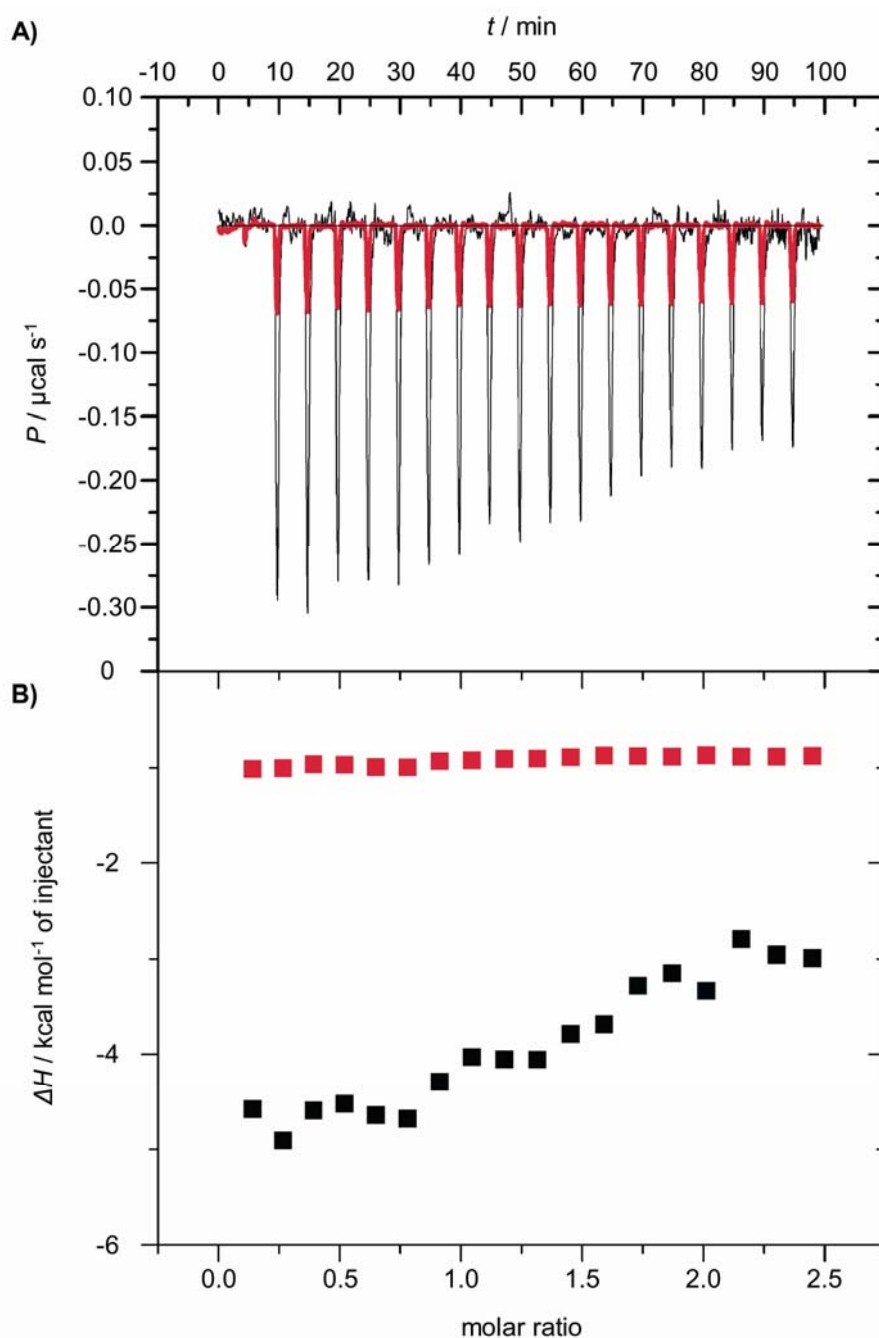 A)
t / min
-10 0 10 20 30 40 50 60 70 80 90 100
0.10
0.05
0.0
-0.05
-0.10
-0.15
-0.20
-0.25
-0.30
0
P / µcal s⁻¹
B)
-2
-4
-6
ΔH / kcal mol⁻¹ of injectant
0.0 0.5 1.0 1.5 2.0 2.5
molar ratio